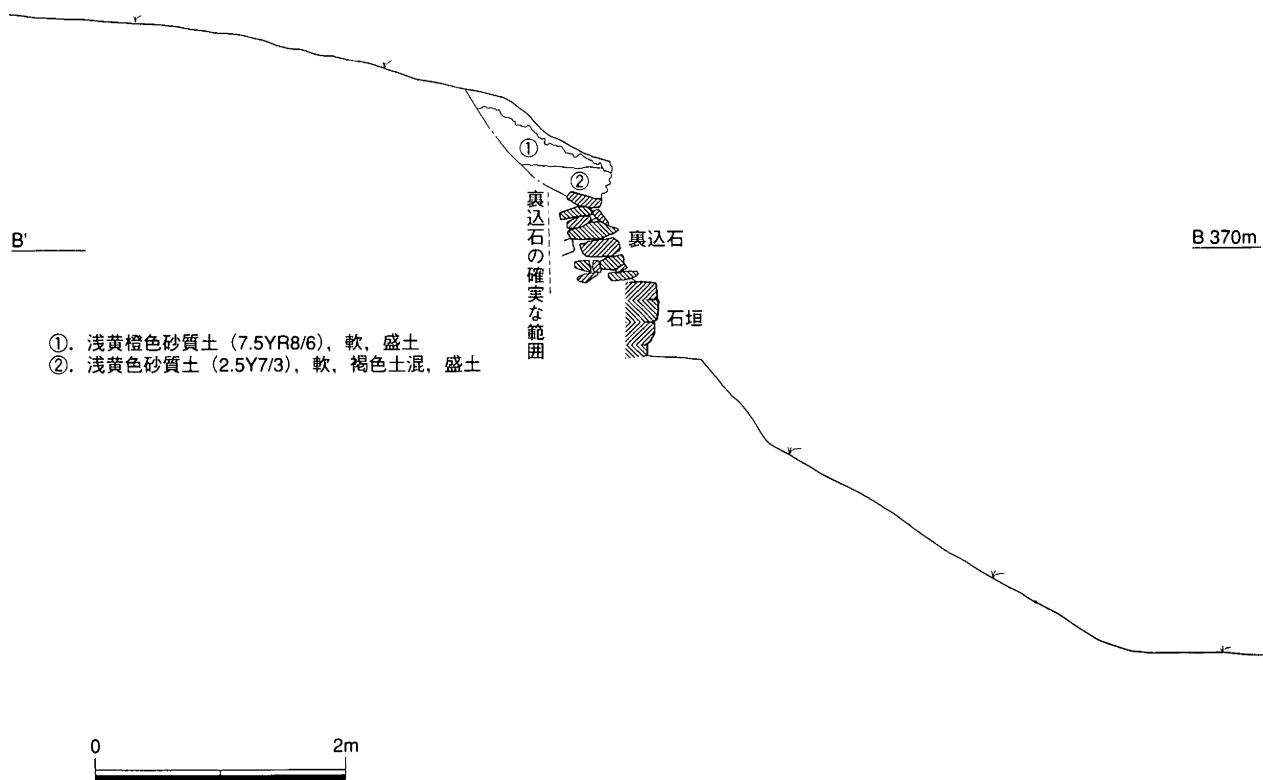 ①
②
裏込石の確実な範囲
裏込石
B'
B 370m
石垣
①. 浅黄橙色砂質土（7.5YR8/6），軟，盛土
②. 浅黄色砂質土（2.5Y7/3），軟，褐色土混，盛土
0 2m